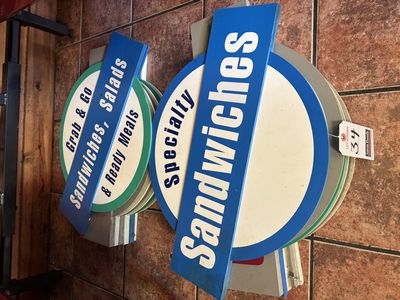 Grab & Go
Sandwiches, Salads
& Ready Meals
Specialty
Sandwiches
34